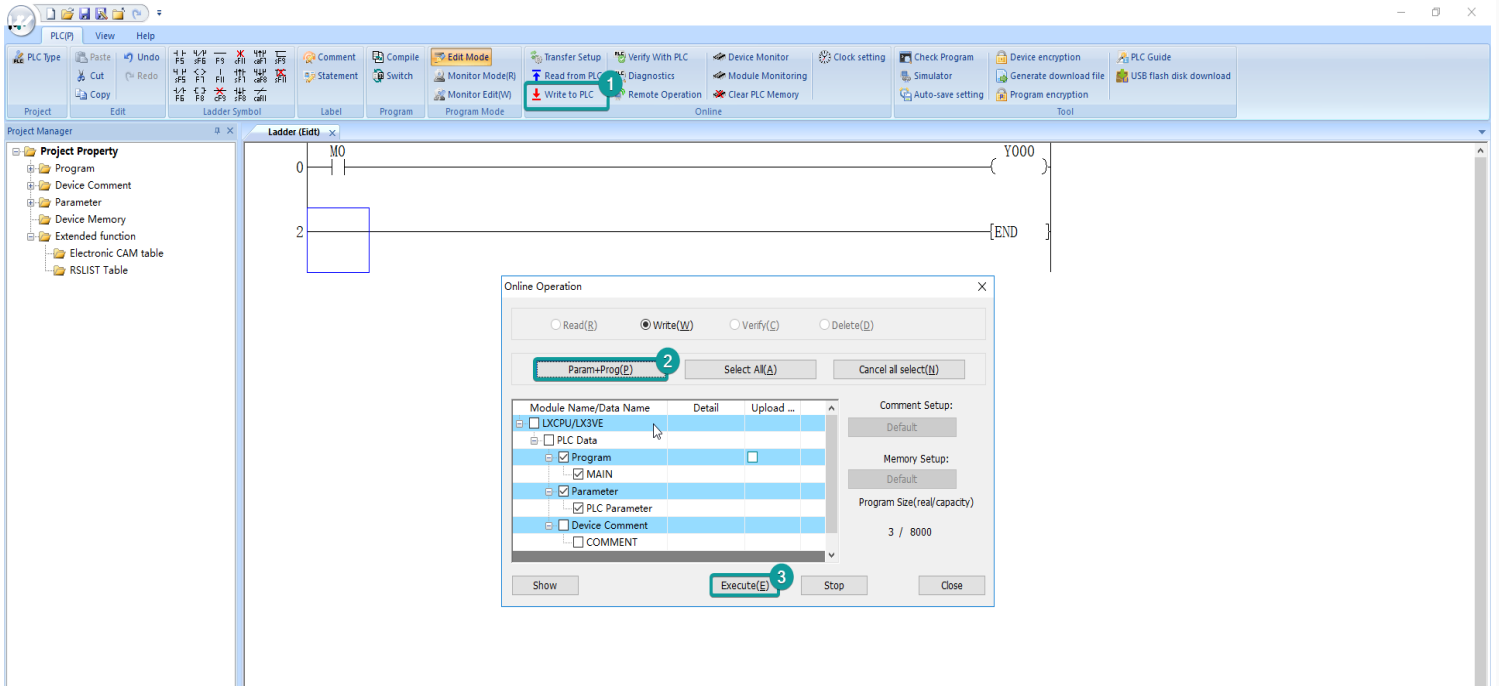 PLC(P) View Help
PLC Type Paste Undo Comment Compile Edit Mode Transfer Setup Verify With PLC Device Monitor Clock setting Check Program Device encryption PLC Guide
Cut Redo Statement Switch Monitor Mode(R) Read from PLC Diagnostics Module Monitoring Simulator Generate download file USB flash disk download
Copy Monitor Edit(W) Write to PLC Remote Operation Clear PLC Memory Auto-save setting Program encryption
Project Edit Ladder Symbol Label Program Program Mode Online Tool
1
Project Manager
Ladder (Eidt)
Project Property
Program
Device Comment
Parameter
Device Memory
Extended function
Electronic CAM table
RSLIST Table
M0 Y000
0
2 END
Online Operation
Read(R) Write(W) Verify(C) Delete(D)
Param+Prog(P) 2 Select All(A) Cancel all select(N)
Module Name/Data Name Detail Upload ...
LXCPU/LX3VE
PLC Data
Program
MAIN
Parameter
PLC Parameter
Device Comment
COMMENT
Comment Setup:
Default
Memory Setup:
Default
Program Size(real/capacity)
3 / 8000
Show Execute(E) 3 Stop Close